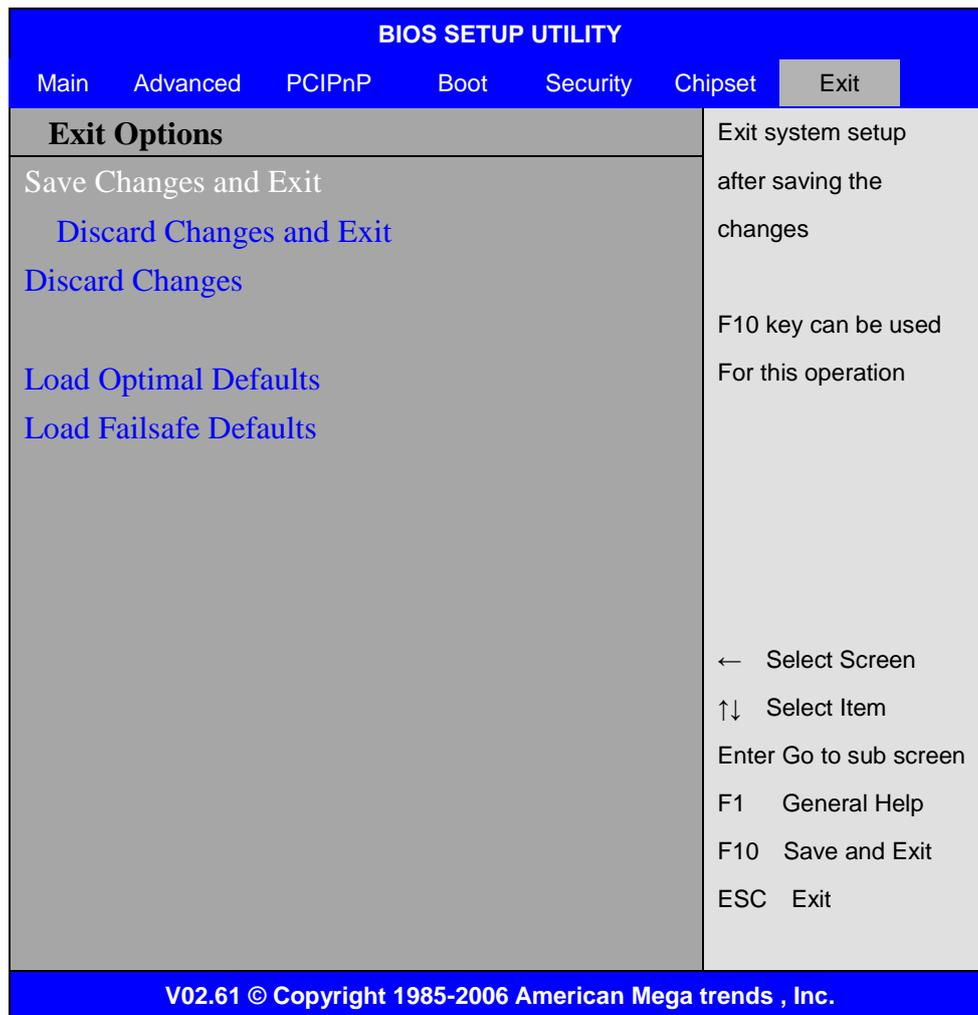 BIOS SETUP UTILITY
Main Advanced PCIPnP Boot Security Chipset Exit
Exit Options
Save Changes and Exit
Discard Changes and Exit
Discard Changes
Load Optimal Defaults
Load Failsafe Defaults
Exit system setup
after saving the
changes
F10 key can be used
For this operation
← Select Screen
↑↓ Select Item
Enter Go to sub screen
F1 General Help
F10 Save and Exit
ESC Exit
V02.61 © Copyright 1985-2006 American Mega trends , Inc.